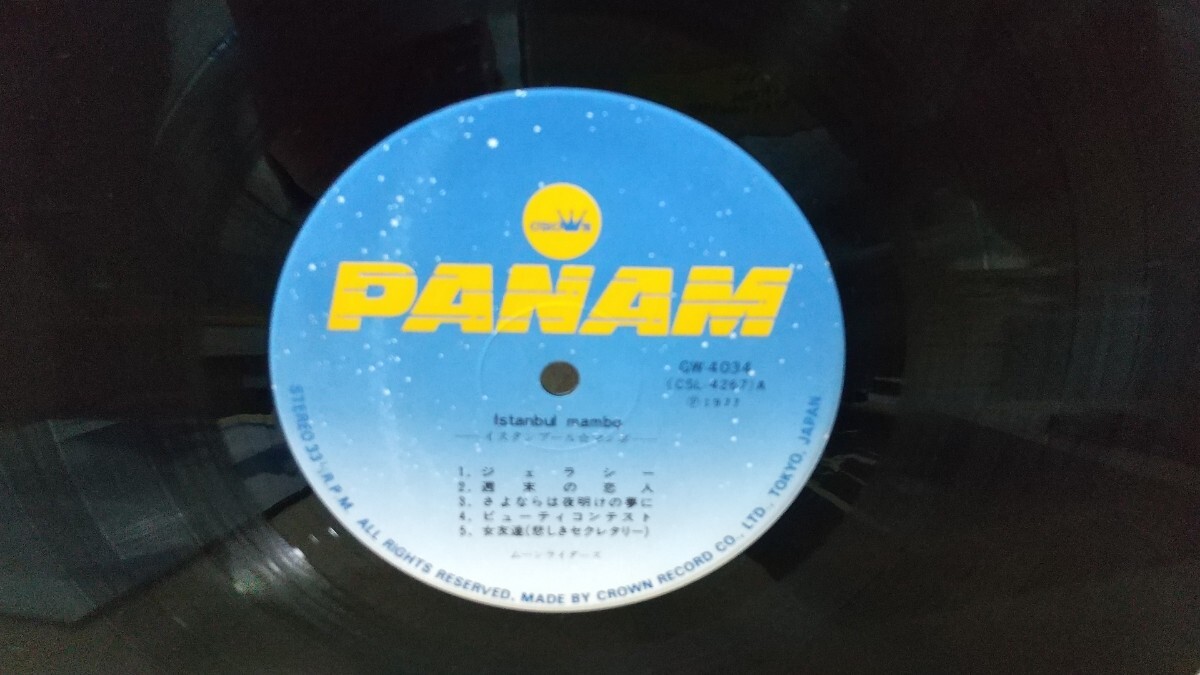 CROWN
PANAM
GW-4034
(CSL-4267)A
Ⓟ1977
Istanbul mambo
イスタンブール☆マンボ
1. ジェラシー
2. 週末の恋人
3. さよならは夜明けの夢に
4. ビューティコンテスト
5. 女友達(悲しきセクレタリー)
ムーンライダーズ
STEREO 33⅓ R.P.M. ALL RIGHTS RESERVED. MADE BY CROWN RECORD CO., LTD., TOKYO, JAPAN